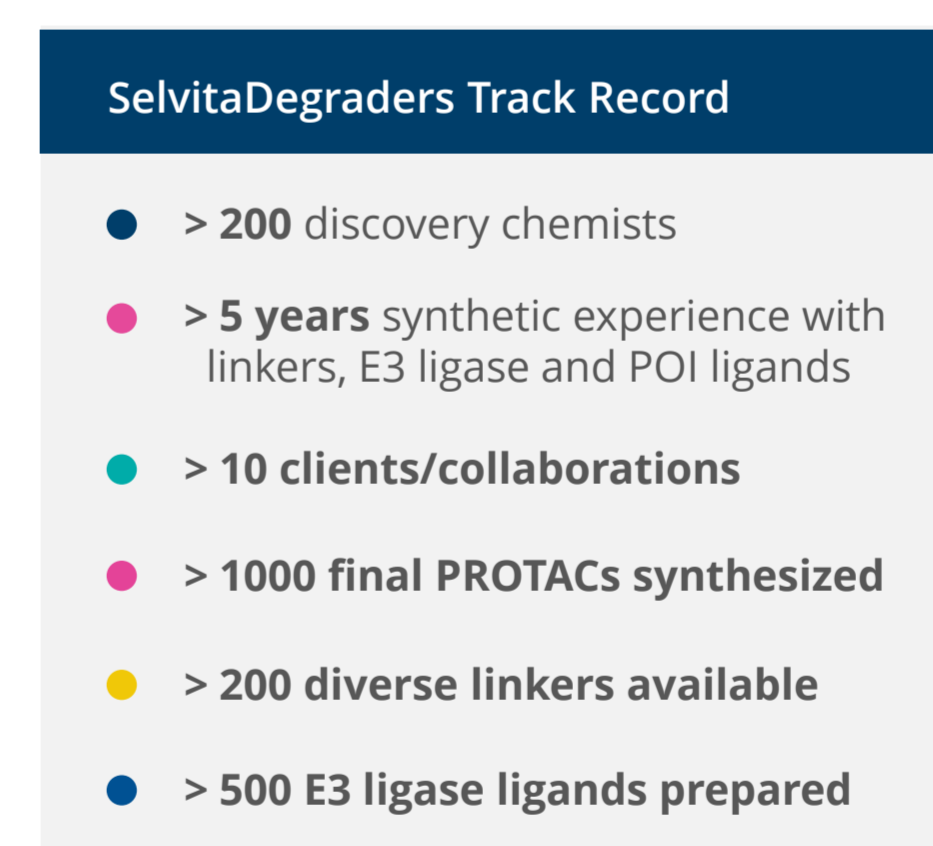 SelvitaDegraders Track Record
> 200 discovery chemists
> 5 years synthetic experience with
linkers, E3 ligase and POI ligands
> 10 clients/collaborations
> 1000 final PROTACs synthesized
> 200 diverse linkers available
> 500 E3 ligase ligands prepared